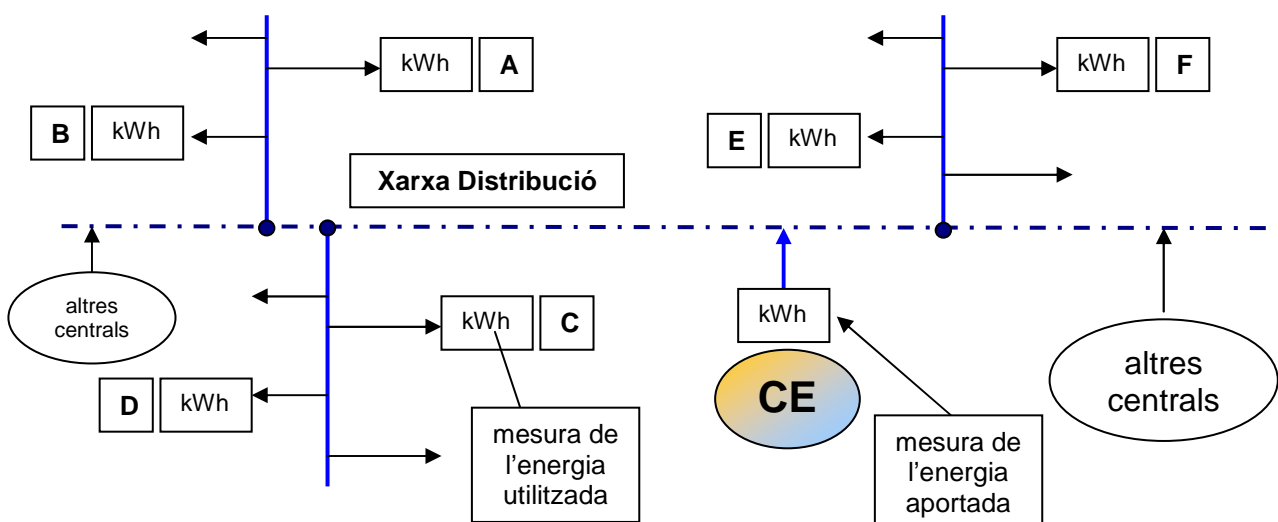 kWh A
kWh F
B kWh
E kWh
Xarxa Distribució
altres
centrals
kWh C
kWh
D kWh
CE
altres
centrals
mesura de
l’energia
utilitzada
mesura de
l’energia
aportada